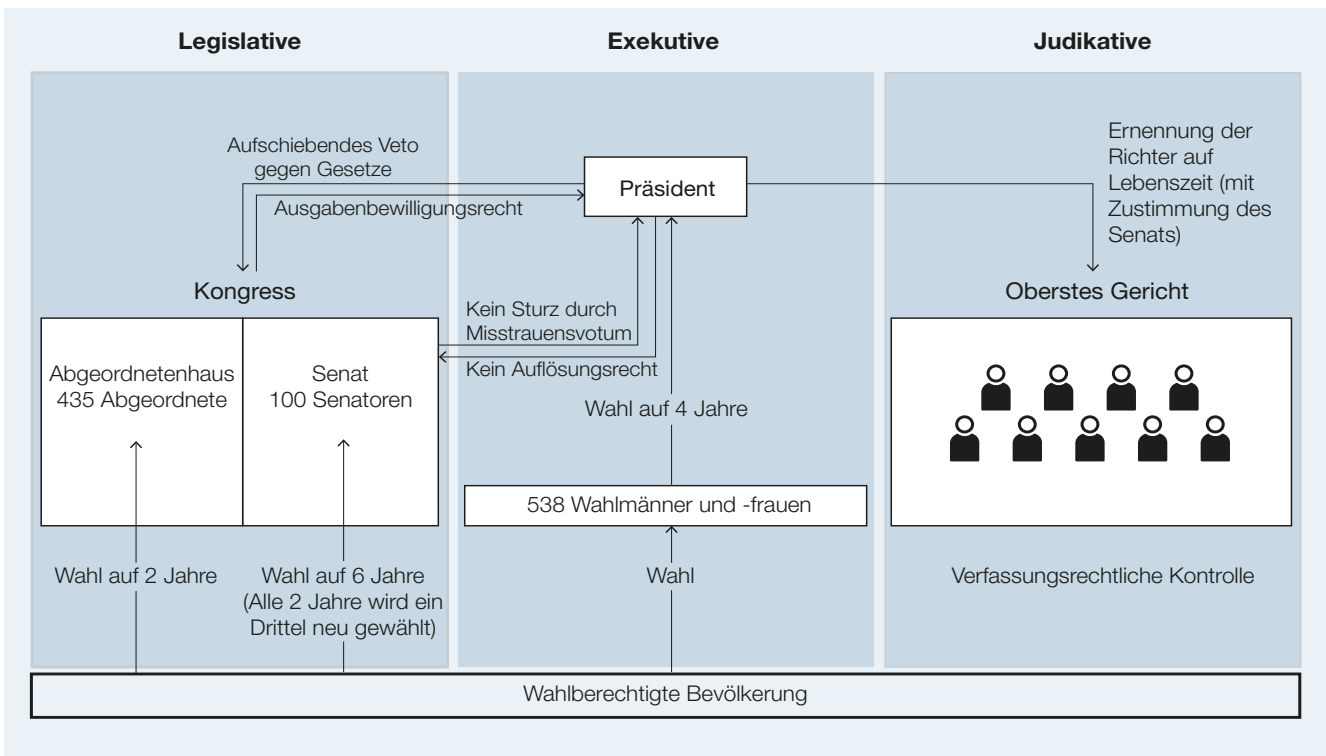 Legislative
Exekutive
Judikative
Aufschiebendes Veto
gegen Gesetze
Ausgabenbewilligungsrecht
Präsident
Ernennung der
Richter auf
Lebenszeit (mit
Zustimmung des
Senats)
Kongress
Oberstes Gericht
Kein Sturz durch
Misstrauensvotum
Kein Auflösungsrecht
Abgeordnetenhaus
435 Abgeordnete
Senat
100 Senatoren
Wahl auf 4 Jahre
538 Wahlmänner und -frauen
Wahl auf 2 Jahre
Wahl auf 6 Jahre
(Alle 2 Jahre wird ein
Drittel neu gewählt)
Wahl
Verfassungsrechtliche Kontrolle
Wahlberechtigte Bevölkerung